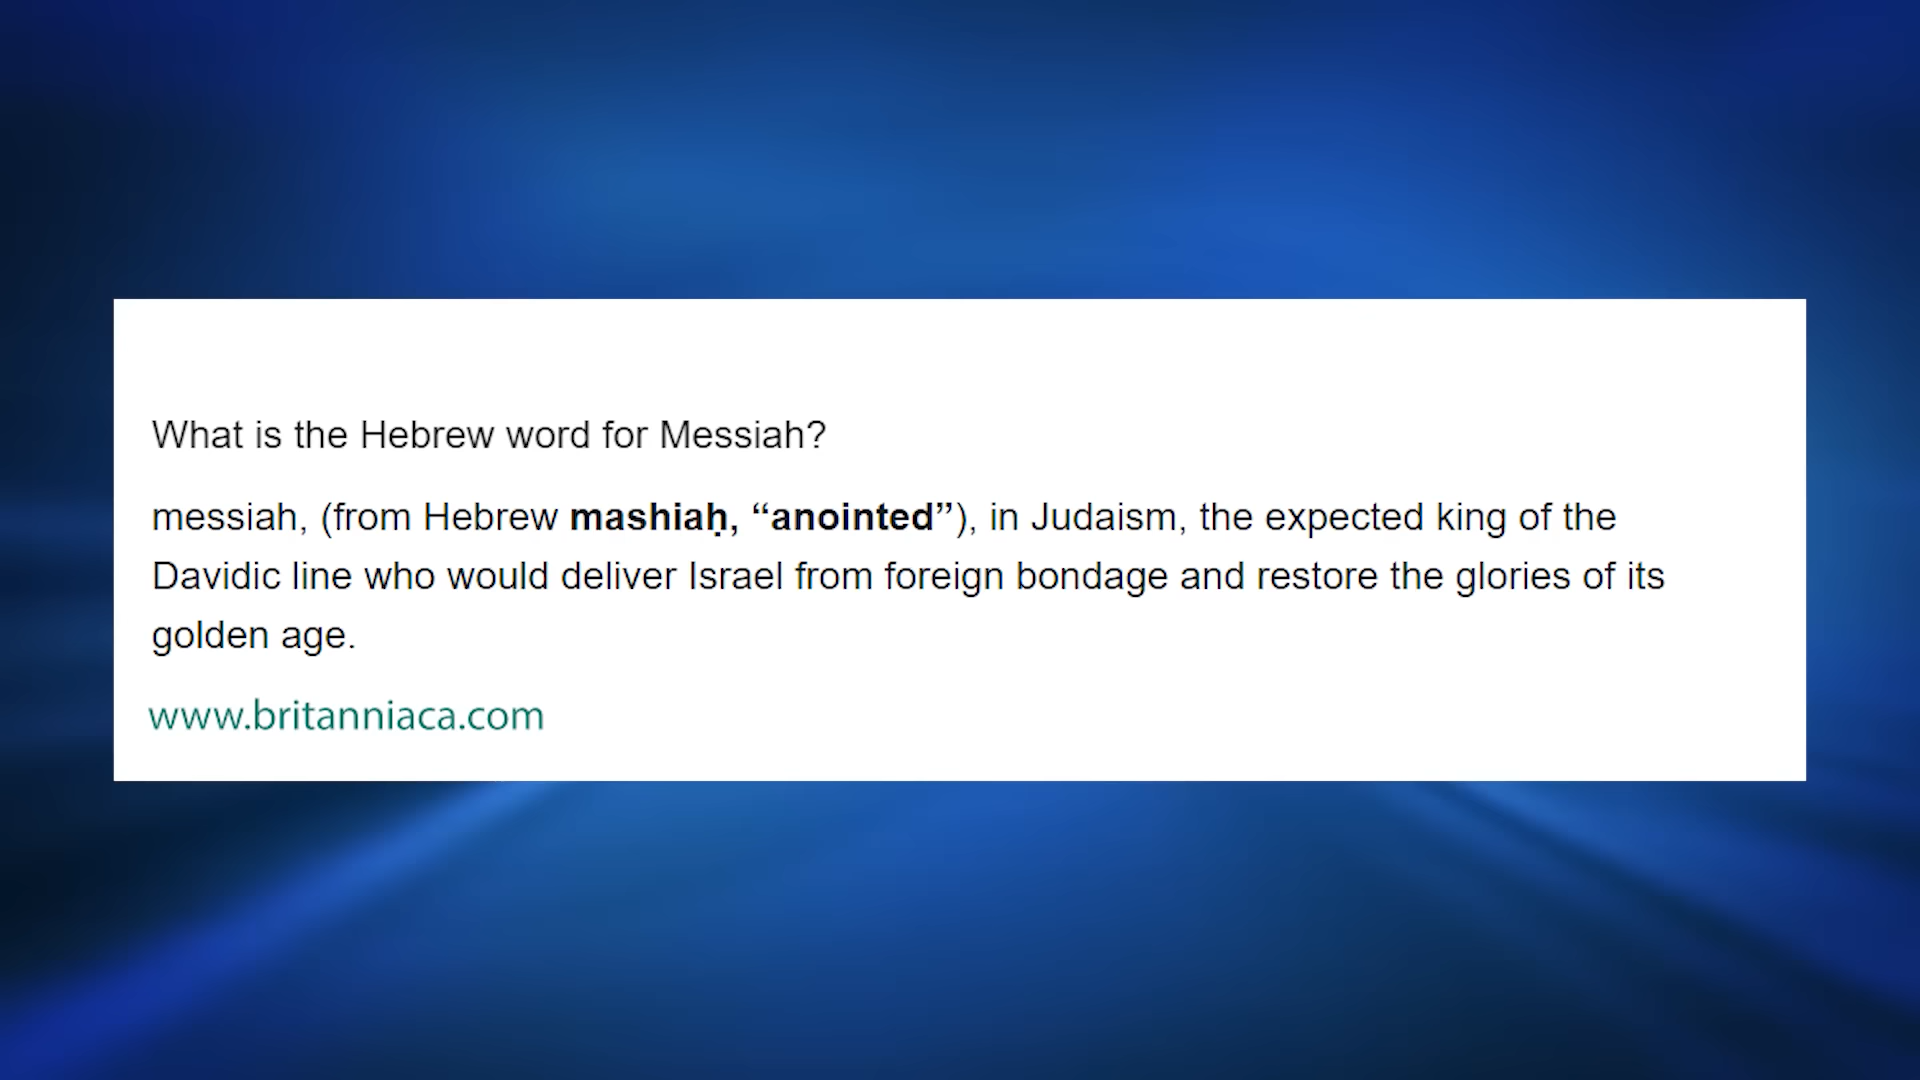 What is the Hebrew word for Messiah?
messiah, (from Hebrew mashiaḥ, “anointed”), in Judaism, the expected king of the
Davidic line who would deliver Israel from foreign bondage and restore the glories of its
golden age.
www.britanniaca.com